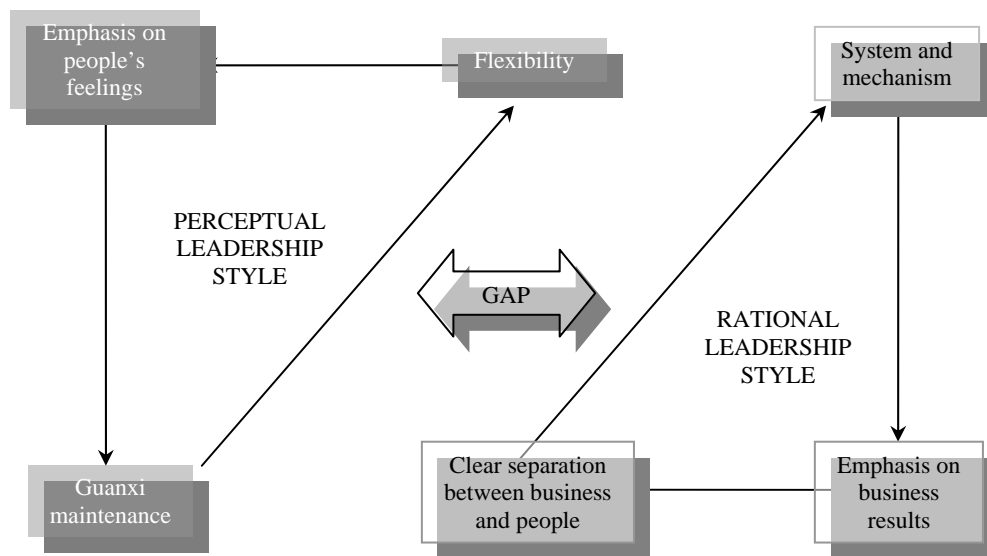 Emphasis on
people’s
feelings
Flexibility
System and
mechanism
PERCEPTUAL
LEADERSHIP
STYLE
GAP
RATIONAL
LEADERSHIP
STYLE
Guanxi
maintenance
Clear separation
between business
and people
Emphasis on
business
results